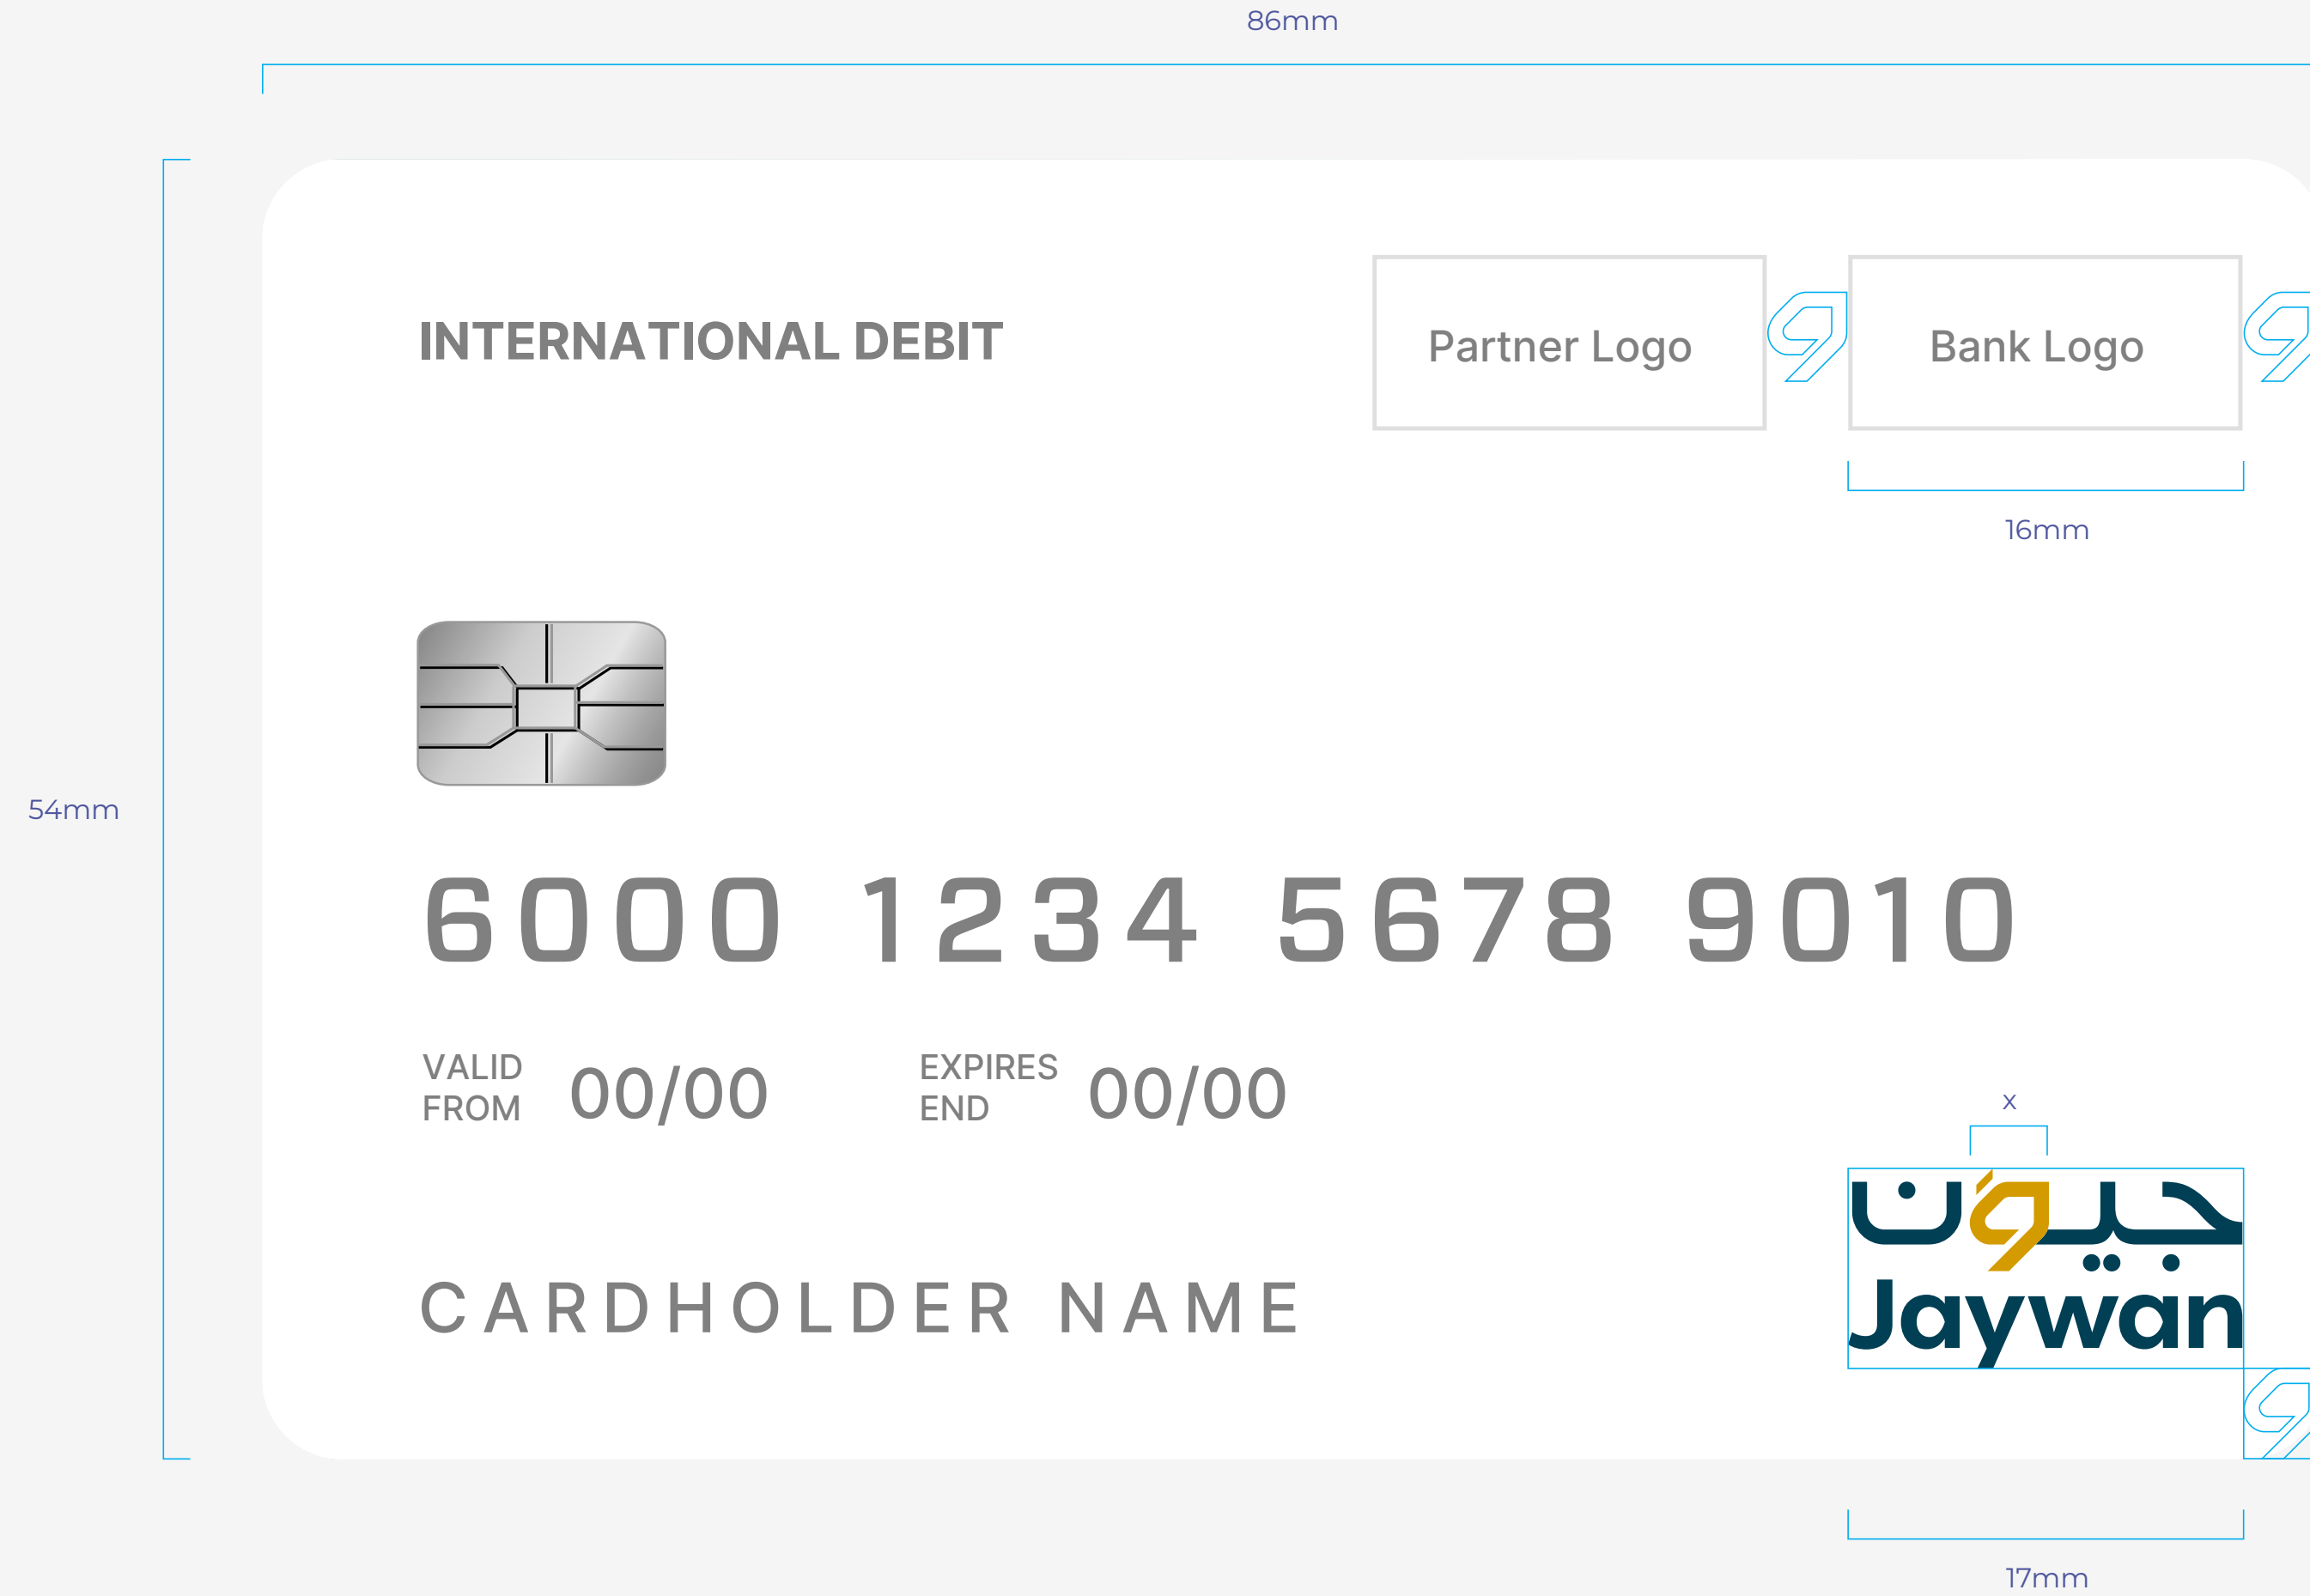 86mm
INTERNATIONAL DEBIT
Partner Logo
Bank Logo
16mm
54mm
6000 1234 5678 9010
VALID FROM 00/00
EXPIRES END 00/00
x
CARDHOLDER NAME
جيون
Jaywan
17mm